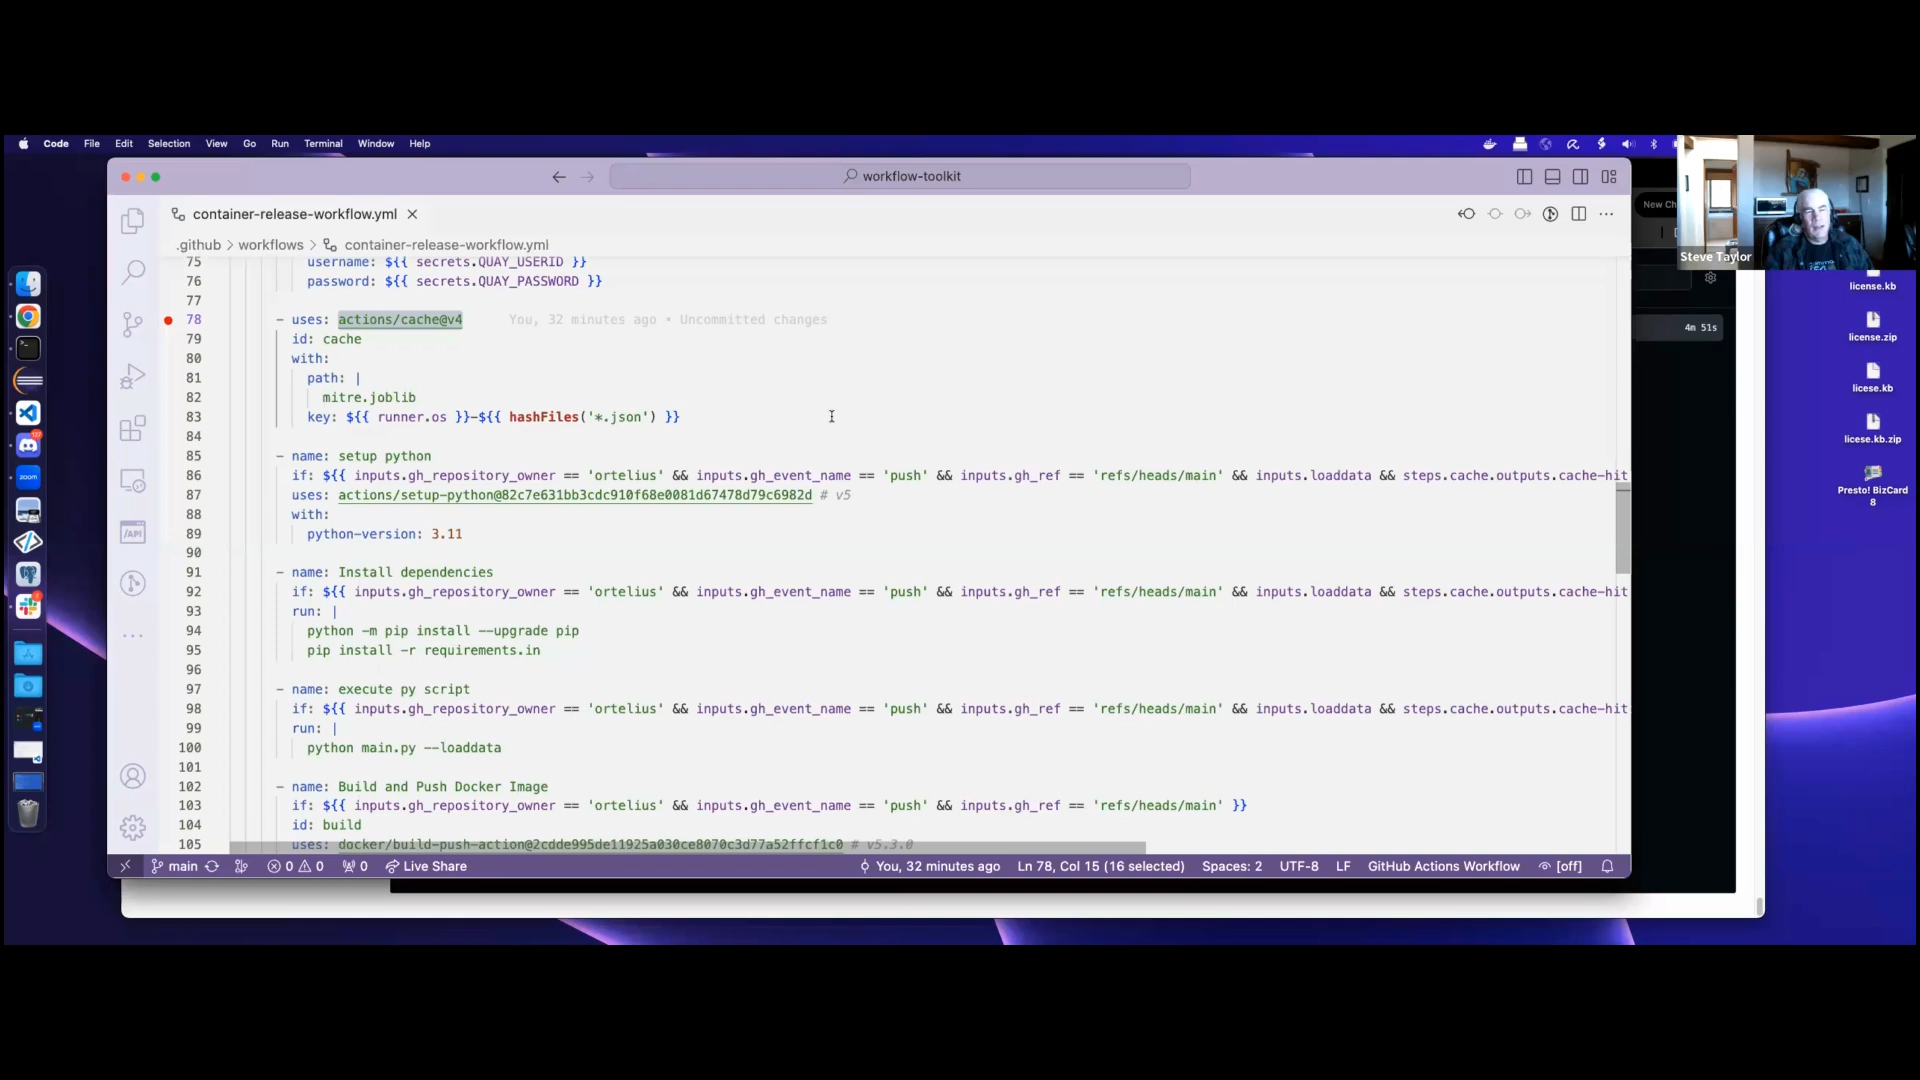 Code File Edit Selection View Go Run Terminal Window Help
workflow-toolkit
container-release-workflow.yml
.github > workflows > container-release-workflow.yml
75 username: ${{ secrets.QUAY_USERID }}
76 password: ${{ secrets.QUAY_PASSWORD }}
77
78 - uses: actions/cache@v4 You, 32 minutes ago • Uncommitted changes
79 id: cache
80 with:
81 path: |
82 mitre.joblib
83 key: ${{ runner.os }}-${{ hashFiles('*.json') }}
84
85 - name: setup python
86 if: ${{ inputs.gh_repository_owner == 'ortelius' && inputs.gh_event_name == 'push' && inputs.gh_ref == 'refs/heads/main' && inputs.loaddata && steps.cache.outputs.cache-hit
87 uses: actions/setup-python@82c7e631bb3cdc910f68e0081d67478d79c6982d # v5
88 with:
89 python-version: 3.11
90
91 - name: Install dependencies
92 if: ${{ inputs.gh_repository_owner == 'ortelius' && inputs.gh_event_name == 'push' && inputs.gh_ref == 'refs/heads/main' && inputs.loaddata && steps.cache.outputs.cache-hit
93 run: |
94 python -m pip install --upgrade pip
95 pip install -r requirements.in
96
97 - name: execute py script
98 if: ${{ inputs.gh_repository_owner == 'ortelius' && inputs.gh_event_name == 'push' && inputs.gh_ref == 'refs/heads/main' && inputs.loaddata && steps.cache.outputs.cache-hit
99 run: |
100 python main.py --loaddata
101
102 - name: Build and Push Docker Image
103 if: ${{ inputs.gh_repository_owner == 'ortelius' && inputs.gh_event_name == 'push' && inputs.gh_ref == 'refs/heads/main' }}
104 id: build
105 uses: docker/build-push-action@2cdde995de11925a030ce8070c3d77a52ffcf1c0 # v5.3.0
main 0 0 0 Live Share You, 32 minutes ago Ln 78, Col 15 (16 selected) Spaces: 2 UTF-8 LF GitHub Actions Workflow [off]
New Ch
Steve Taylor
4m 51s
license.kb
license.zip
licese.kb
licese.kb.zip
Presto! BizCard
8
/API
zoom